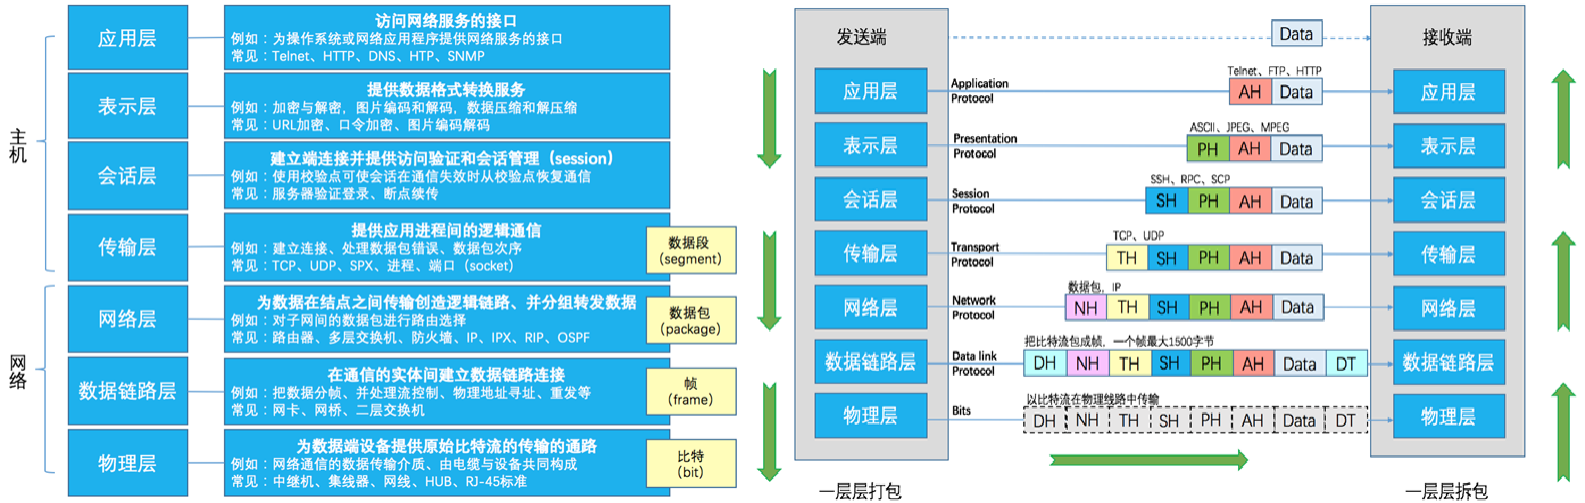 主机
应用层
访问网络服务的接口
例如：为操作系统或网络应用程序提供网络服务的接口
常见：Telnet、HTTP、DNS、HTP、SNMP
表示层
提供数据格式转换服务
例如：加密与解密，图片编码和解码，数据压缩和解压缩
常见：URL加密、口令加密、图片编码解码
会话层
建立端连接并提供访问验证和会话管理（session）
例如：使用校验点可使会话在通信失效时从校验点恢复通信
常见：服务器验证登录、断点续传
传输层
提供应用进程间的逻辑通信
例如：建立连接、处理数据包错误、数据包次序
常见：TCP、UDP、SPX、进程、端口（socket）
数据段
（segment）
网络
网络层
为数据在结点之间传输创造逻辑链路、并分组转发数据
例如：对子网间的数据包进行路由选择
常见：路由器、多层交换机、防火墙、IP、IPX、RIP、OSPF
数据包
（package）
数据链路层
在通信的实体间建立数据链路连接
例如：把数据分帧、并处理流控制、物理地址寻址、重发等
常见：网卡、网桥、二层交换机
帧
（frame）
物理层
为数据端设备提供原始比特流的传输的通路
例如：网络通信的数据传输介质、由电缆与设备共同构成
常见：中继机、集线器、网线、HUB、RJ-45标准
比特
（bit）
发送端
Data
接收端
应用层
Application
Protocol
Telnet、FTP、HTTP
AH Data
应用层
表示层
Presentation
Protocol
ASCII、JPEG、MPEG
PH AH Data
表示层
会话层
Session
Protocol
SSH、RPC、SCP
SH PH AH Data
会话层
传输层
Transport
Protocol
TCP、UDP
TH SH PH AH Data
传输层
网络层
Network
Protocol
数据包，IP
NH TH SH PH AH Data
网络层
数据链路层
Data link
Protocol
把比特流包成帧，一个帧最大1500字节
DH NH TH SH PH AH Data DT
数据链路层
物理层
Bits
以比特流在物理线路中传输
DH NH TH SH PH AH Data DT
物理层
一层层打包
一层层拆包